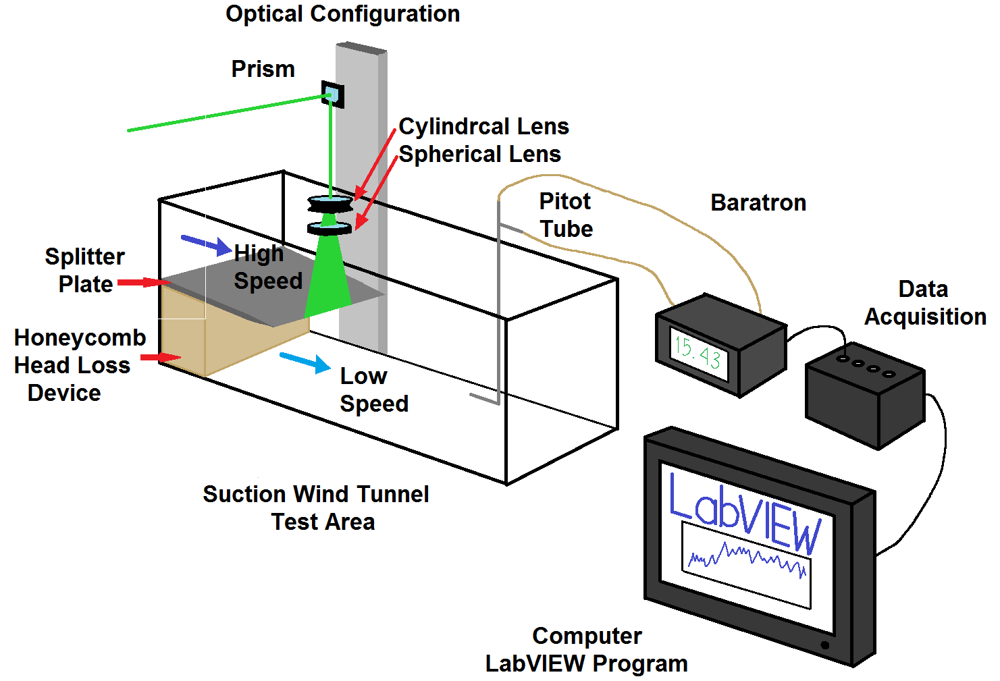 Optical Configuration
Prism
Cylindrcal Lens
Spherical Lens
Pitot
Tube
Baratron
High
Speed
Splitter
Plate
Data
Acquisition
Honeycomb
Head Loss
Device
15.43
Low
Speed
Suction Wind Tunnel
Test Area
LabVIEW
Computer
LabVIEW Program